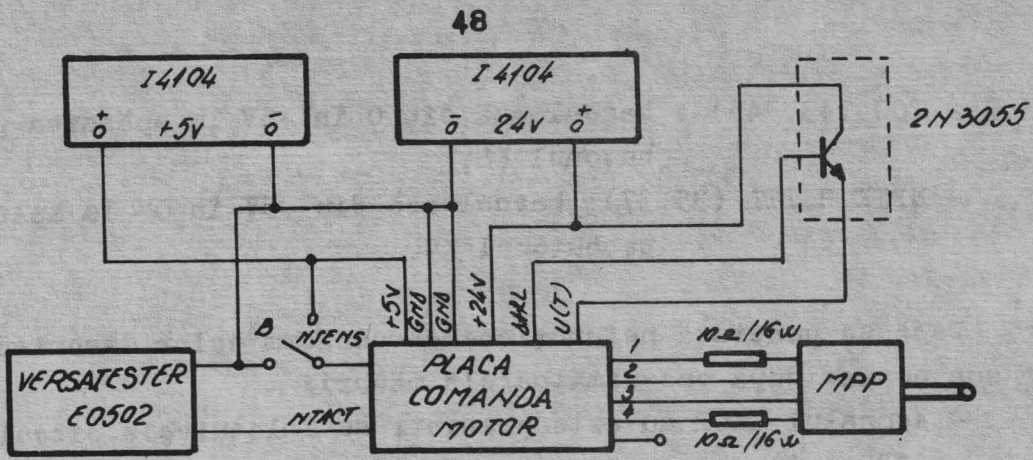 48
I4104
+ +5V -
I4104
- 24V +
2N3055
+5V
GND
GND
+24V
DARL
U(T)
B
NSENS
NTACT
VERSATESTER
E0502
PLACA
COMANDA
MOTOR
1
2
3
4
10Ω/16W
10Ω/16W
MPP